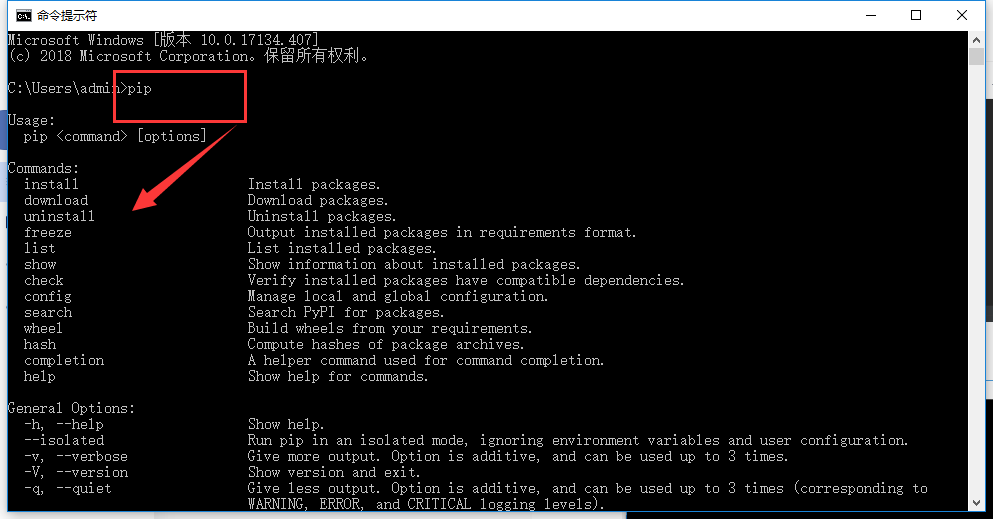 命令提示符
Microsoft Windows [版本 10.0.17134.407]
(c) 2018 Microsoft Corporation。保留所有权利。
C:\Users\admin>pip
Usage:
pip <command> [options]
Commands:
install Install packages.
download Download packages.
uninstall Uninstall packages.
freeze Output installed packages in requirements format.
list List installed packages.
show Show information about installed packages.
check Verify installed packages have compatible dependencies.
config Manage local and global configuration.
search Search PyPI for packages.
wheel Build wheels from your requirements.
hash Compute hashes of package archives.
completion A helper command used for command completion.
help Show help for commands.
General Options:
-h, --help Show help.
--isolated Run pip in an isolated mode, ignoring environment variables and user configuration.
-v, --verbose Give more output. Option is additive, and can be used up to 3 times.
-V, --version Show version and exit.
-q, --quiet Give less output. Option is additive, and can be used up to 3 times (corresponding to
WARNING, ERROR, and CRITICAL logging levels).